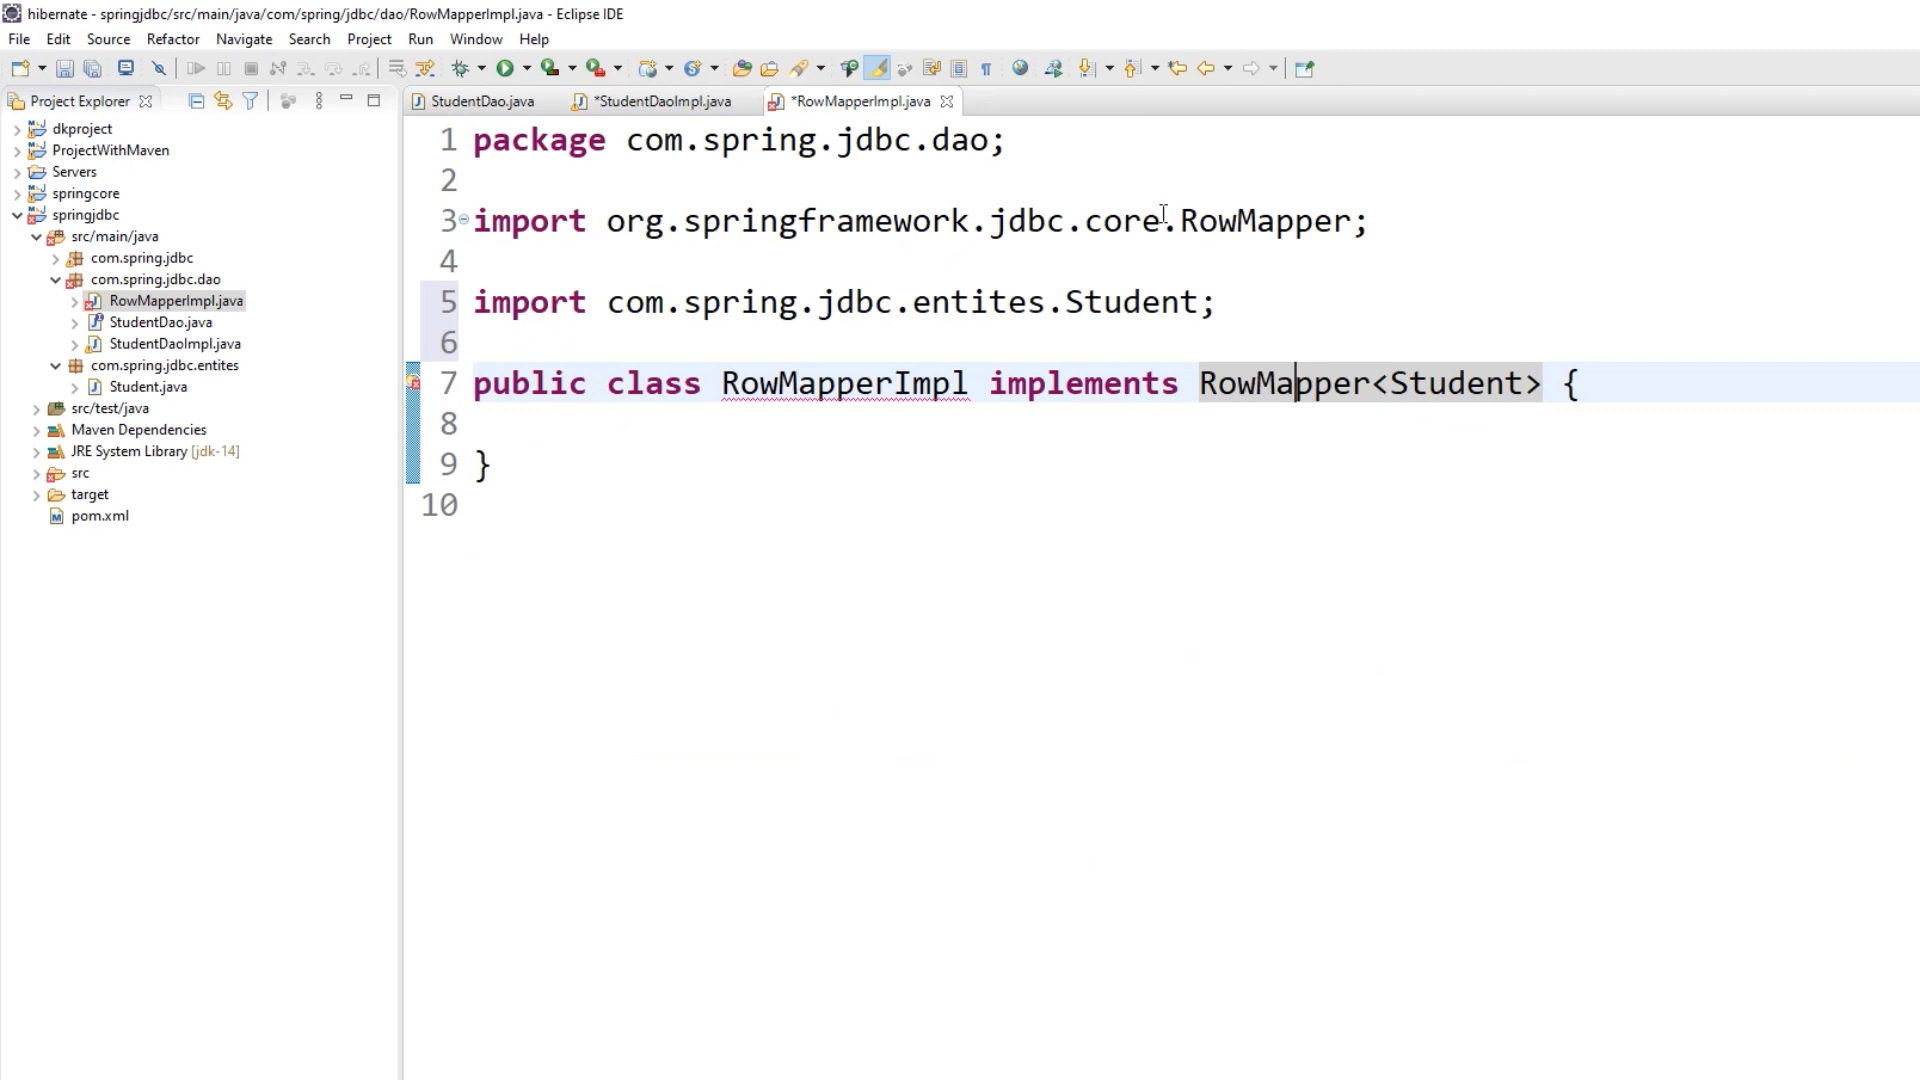 hibernate - springjdbc/src/main/java/com/spring/jdbc/dao/RowMapperImpl.java - Eclipse IDE
File Edit Source Refactor Navigate Search Project Run Window Help
Project Explorer
StudentDao.java *StudentDaoImpl.java *RowMapperImpl.java
dkproject
ProjectWithMaven
Servers
springcore
springjdbc
src/main/java
com.spring.jdbc
com.spring.jdbc.dao
RowMapperImpl.java
StudentDao.java
StudentDaoImpl.java
com.spring.jdbc.entites
Student.java
src/test/java
Maven Dependencies
JRE System Library [jdk-14]
src
target
pom.xml
1 package com.spring.jdbc.dao;
2
3 import org.springframework.jdbc.core.RowMapper;
4
5 import com.spring.jdbc.entites.Student;
6
7 public class RowMapperImpl implements RowMapper<Student> {
8
9 }
10